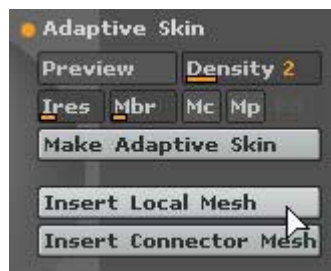 Adaptive Skin
Preview Density 2
Ires Mbr Mc Mp
Make Adaptive Skin
Insert Local Mesh
Insert Connector Mesh